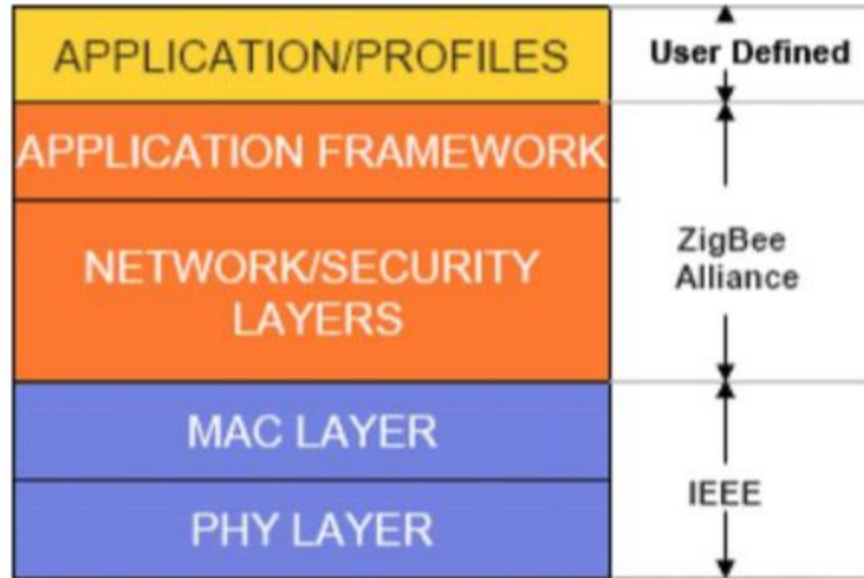 APPLICATION/PROFILES
User Defined
APPLICATION FRAMEWORK
NETWORK/SECURITY
LAYERS
ZigBee
Alliance
MAC LAYER
PHY LAYER
IEEE